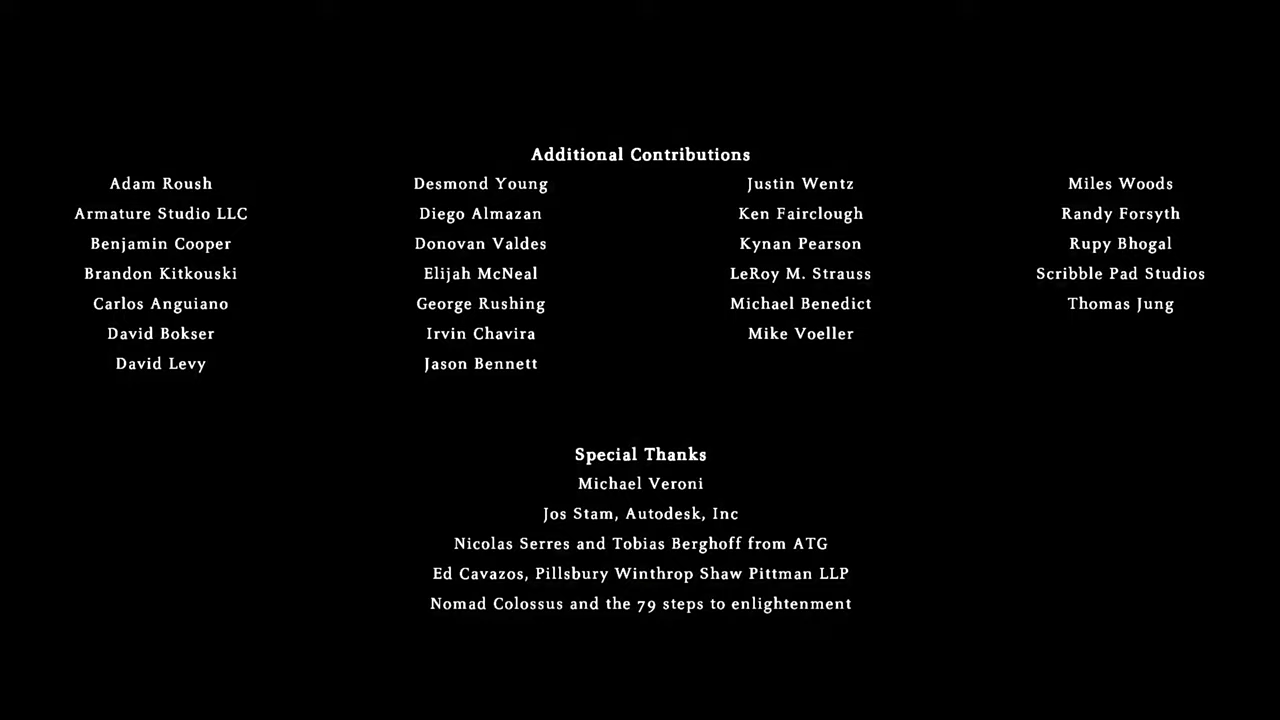 Additional Contributions
Adam Roush
Armature Studio LLC
Benjamin Cooper
Brandon Kitkouski
Carlos Anguiano
David Bokser
David Levy
Desmond Young
Diego Almazan
Donovan Valdes
Elijah McNeal
George Rushing
Irvin Chavira
Jason Bennett
Justin Wentz
Ken Fairclough
Kynan Pearson
LeRoy M. Strauss
Michael Benedict
Mike Voeller
Miles Woods
Randy Forsyth
Rupy Bhogal
Scribble Pad Studios
Thomas Jung
Special Thanks
Michael Veroni
Jos Stam, Autodesk, Inc
Nicolas Serres and Tobias Berghoff from ATG
Ed Cavazos, Pillsbury Winthrop Shaw Pittman LLP
Nomad Colossus and the 79 steps to enlightenment